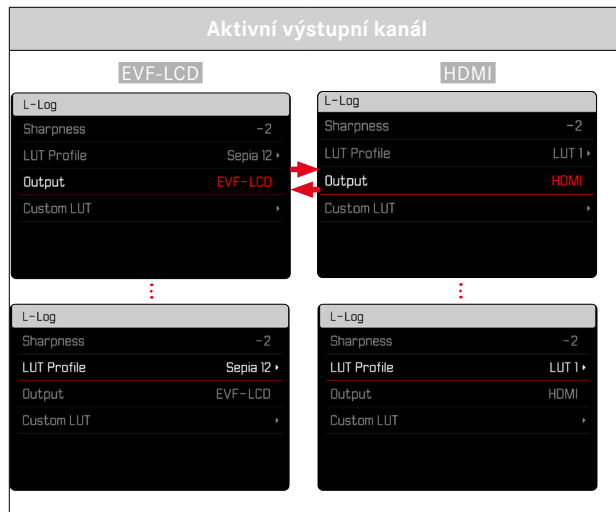 Aktivní výstupní kanál
EVF-LCD
L-Log
Sharpness -2
LUT Profile Sepia 12
Output EVF-LCD
Custom LUT
HDMI
L-Log
Sharpness -2
LUT Profile LUT 1
Output HDMI
Custom LUT
L-Log
Sharpness -2
LUT Profile Sepia 12
Output EVF-LCD
Custom LUT
L-Log
Sharpness -2
LUT Profile LUT 1
Output HDMI
Custom LUT